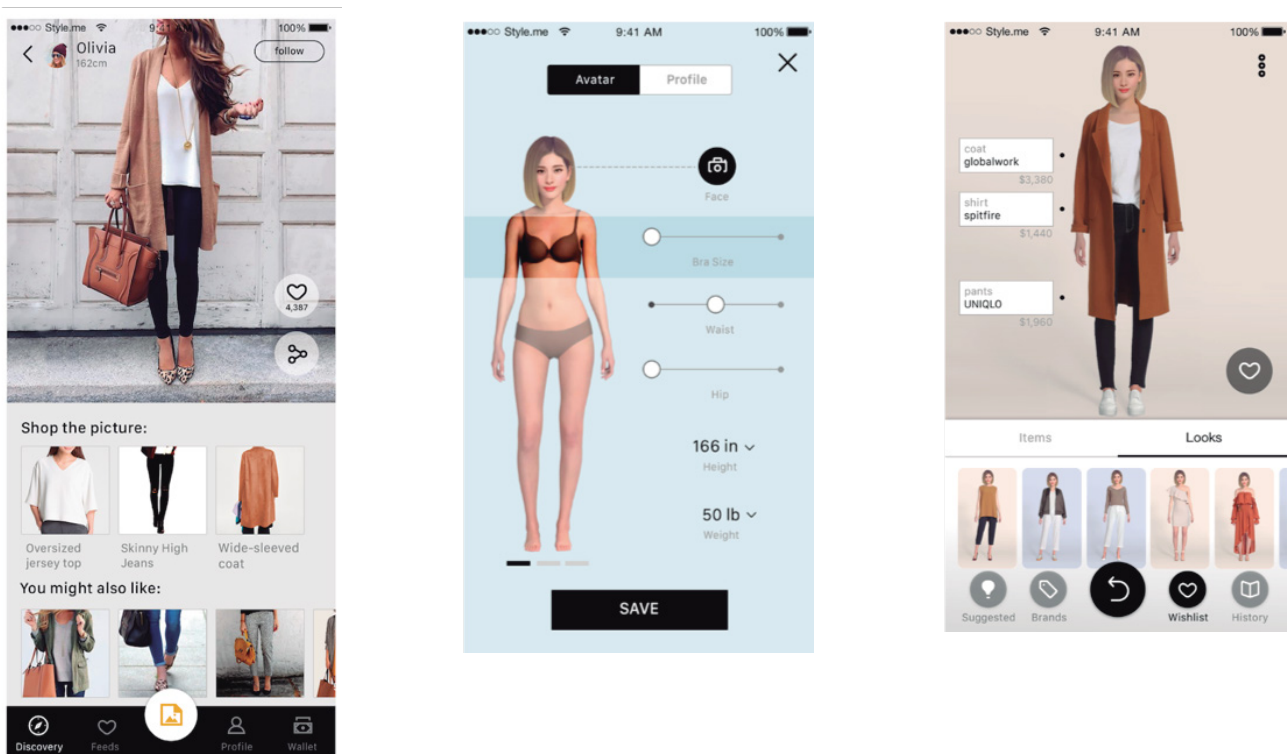 Style.me 9:41 AM 100%
Olivia
162cm
follow
4,387
Shop the picture:
Oversized
jersey top
Skinny High
Jeans
Wide-sleeved
coat
You might also like:
Discovery
Feeds
Profile
Wallet
Style.me 9:41 AM 100%
Avatar
Profile
Face
Bra Size
Waist
Hip
166 in
Height
50 lb
Weight
SAVE
Style.me 9:41 AM 100%
coat
globalwork
$3,380
shirt
spitfire
$1,440
pants
UNIQLO
$1,960
Items
Looks
Suggested
Brands
Wishlist
History